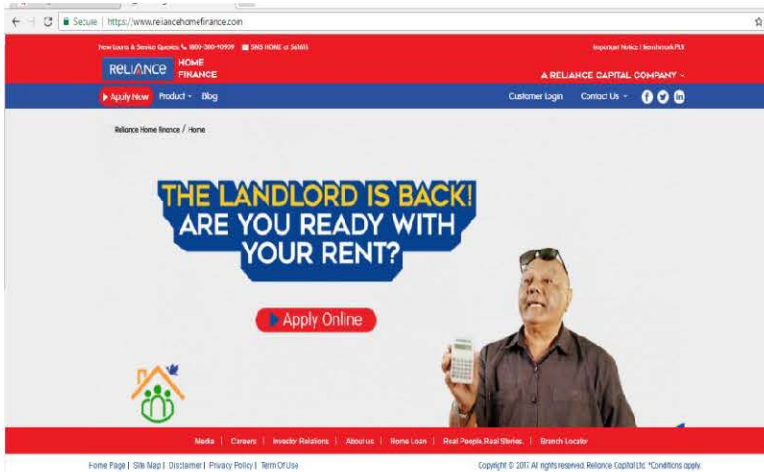 Secure | https://www.reliancehomefinance.com
RELIANCE
HOME
FINANCE
A RELIANCE CAPITAL COMPANY
Apply Now Product Blog
Customer Login Contact Us
Reliance Home Finance / Home
THE LANDLORD IS BACK!
ARE YOU READY WITH
YOUR RENT?
Apply Online
Media | Careers | Investor Relations | About us | Home Loan | Real People.Real Stories. | Branch Locator
Home Page | Site Map | Disclaimer | Privacy Policy | Term Of Use
Copyright © 2017 All rights reserved. Reliance Capital Ltd. *Conditions apply.